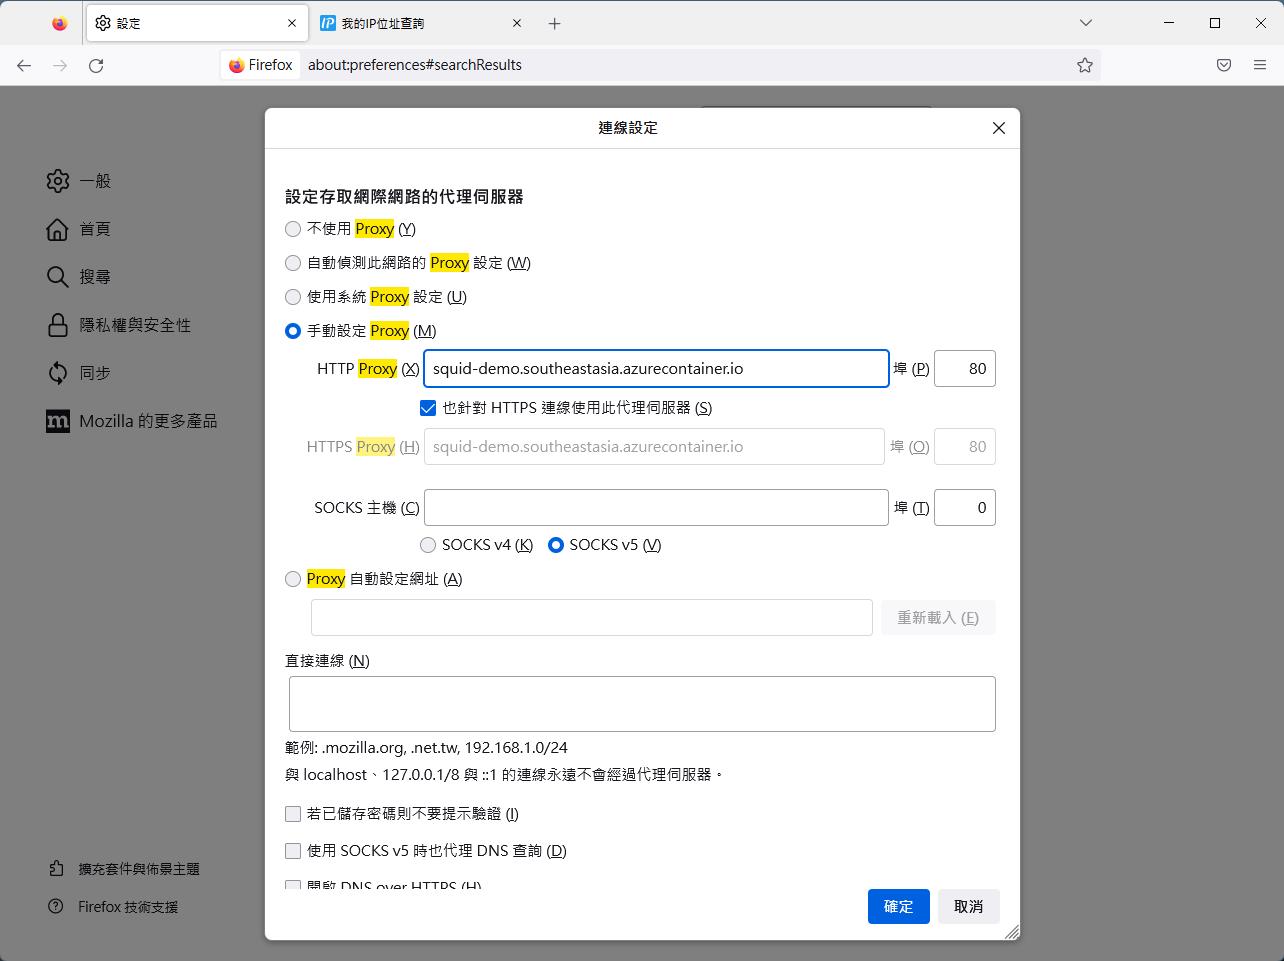 設定
我的IP位址查詢
Firefox
about:preferences#searchResults
連線設定
一般
首頁
搜尋
隱私權與安全性
同步
m Mozilla 的更多產品
擴充套件與佈景主題
Firefox 技術支援
設定存取網際網路的代理伺服器
不使用 Proxy (Y)
自動偵測此網路的 Proxy 設定 (W)
使用系統 Proxy 設定 (U)
手動設定 Proxy (M)
HTTP Proxy (X) squid-demo.southeastasia.azurecontainer.io 埠 (P) 80
也針對 HTTPS 連線使用此代理伺服器 (S)
HTTPS Proxy (H) squid-demo.southeastasia.azurecontainer.io 埠 (O) 80
SOCKS 主機 (C) 埠 (T) 0
SOCKS v4 (K) SOCKS v5 (V)
Proxy 自動設定網址 (A)
重新載入 (E)
直接連線 (N)
範例: .mozilla.org, .net.tw, 192.168.1.0/24
與 localhost、127.0.0.1/8 與 ::1 的連線永遠不會經過代理伺服器。
若已儲存密碼則不要提示驗證 (I)
使用 SOCKS v5 時也代理 DNS 查詢 (D)
開啟 DNS over HTTPS (H)
確定 取消